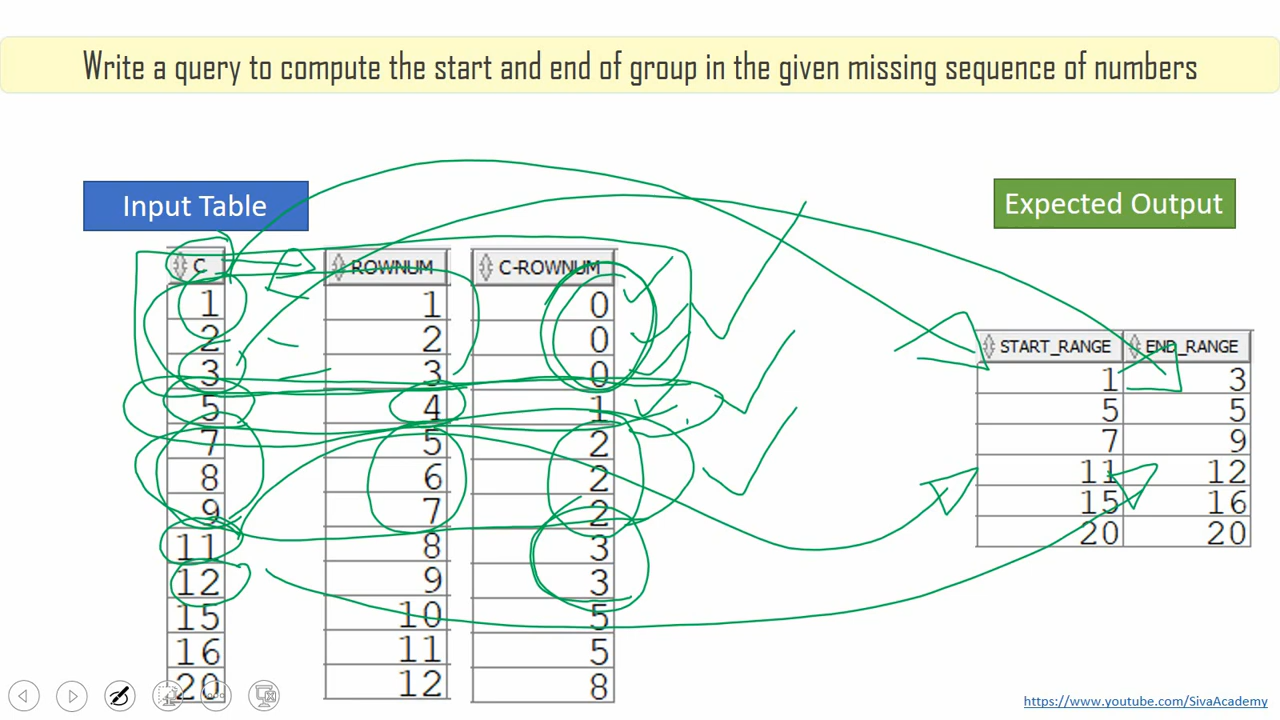 Write a query to compute the start and end of group in the given missing sequence of numbers
Input Table
Expected Output
C ROWNUM C-ROWNUM
1 1 0
2 2 0
3 3 0
5 4 1
7 5 2
8 6 2
9 7 2
11 8 3
12 9 3
15 10 5
16 11 5
20 12 8
START_RANGE END_RANGE
1 3
5 5
7 9
11 12
15 16
20 20
https://www.youtube.com/SivaAcademy